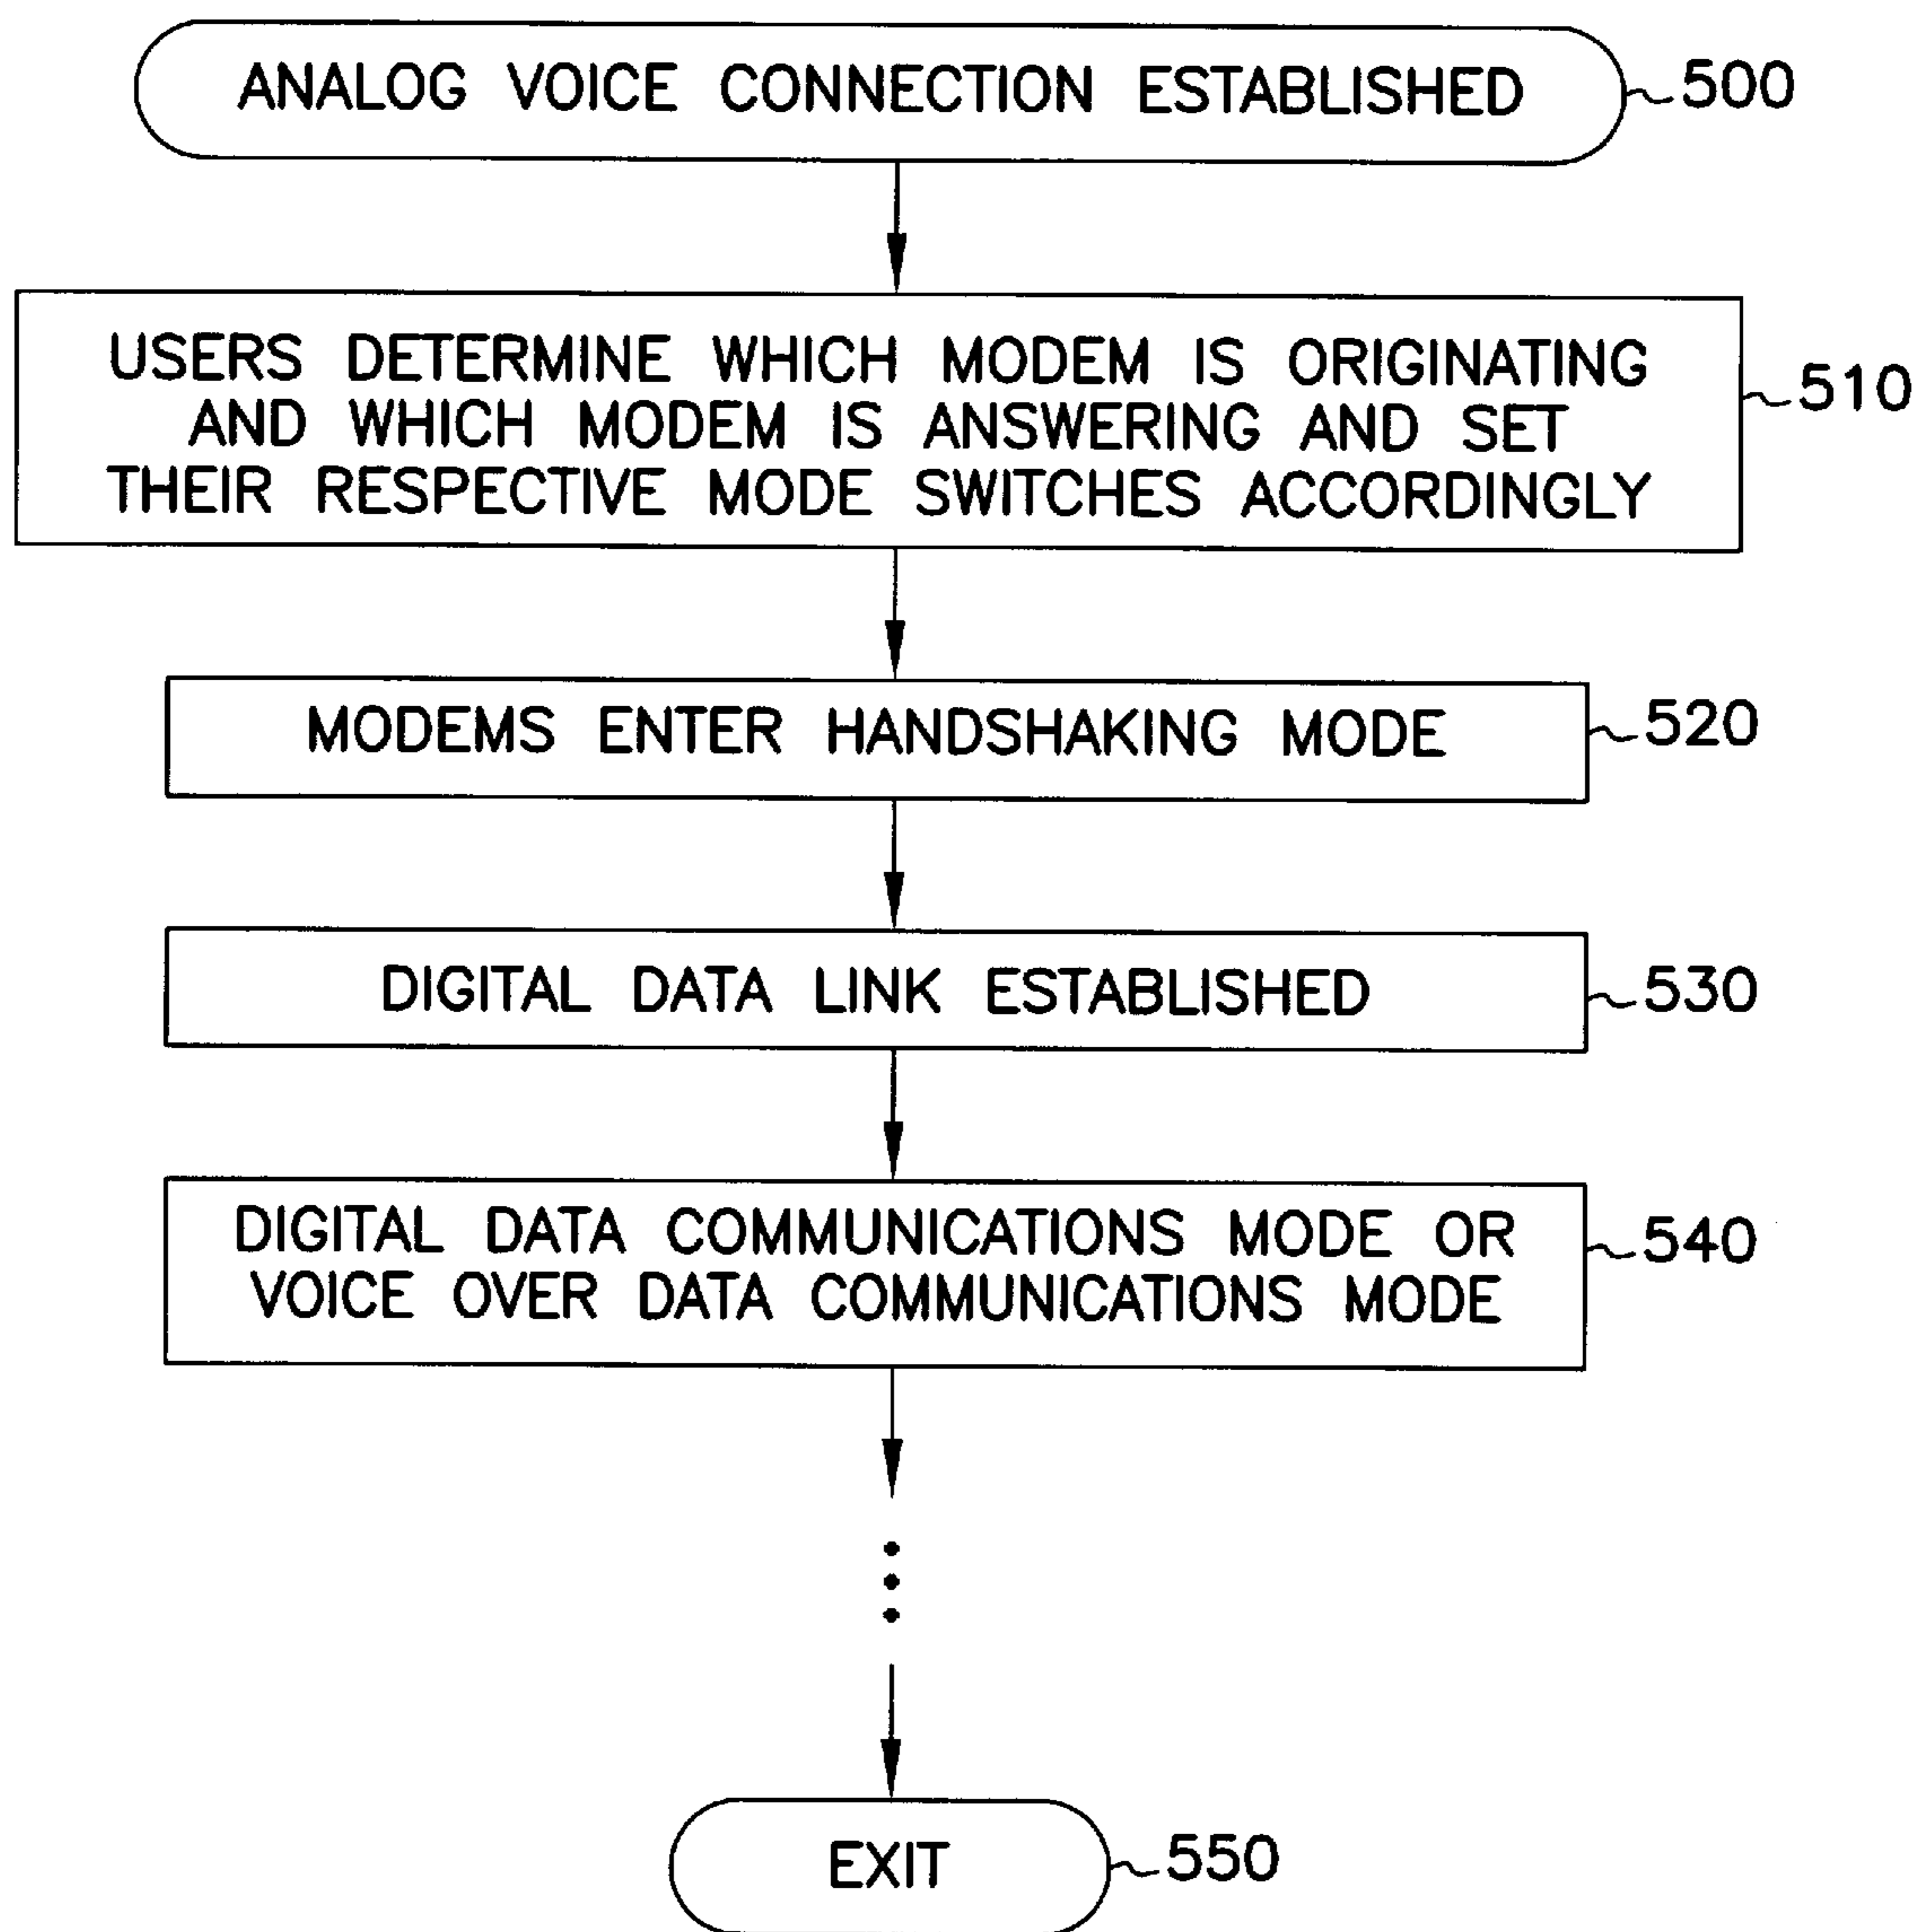 ANALOG VOICE CONNECTION ESTABLISHED
500
USERS DETERMINE WHICH MODEM IS ORIGINATING
AND WHICH MODEM IS ANSWERING AND SET
THEIR RESPECTIVE MODE SWITCHES ACCORDINGLY
510
MODEMS ENTER HANDSHAKING MODE
520
DIGITAL DATA LINK ESTABLISHED
530
DIGITAL DATA COMMUNICATIONS MODE OR
VOICE OVER DATA COMMUNICATIONS MODE
540
EXIT
550